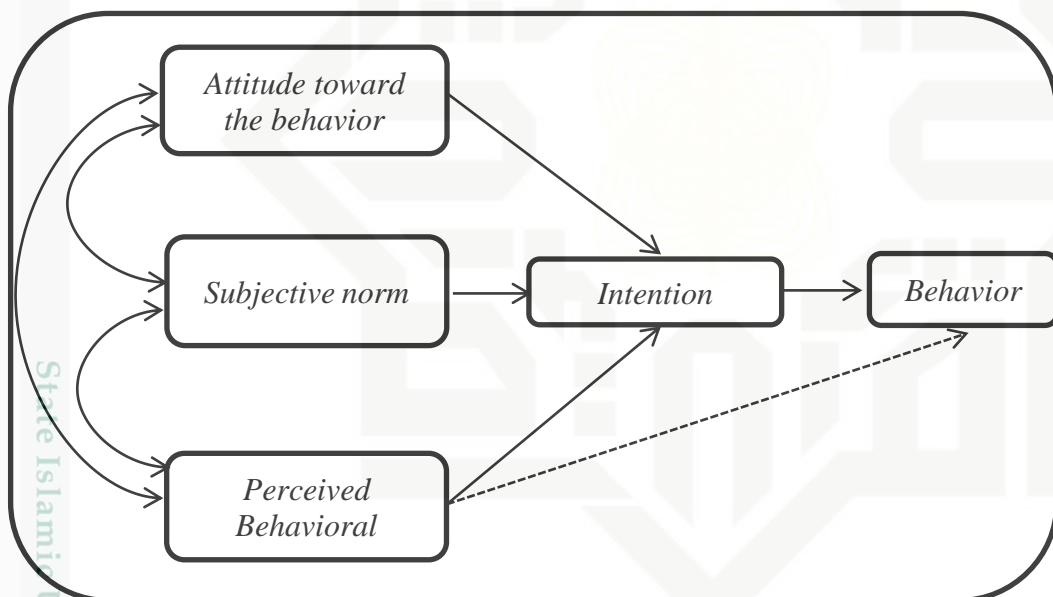 Attitude toward
the behavior
Subjective norm
Intention
Behavior
Perceived
Behavioral
State Islamic